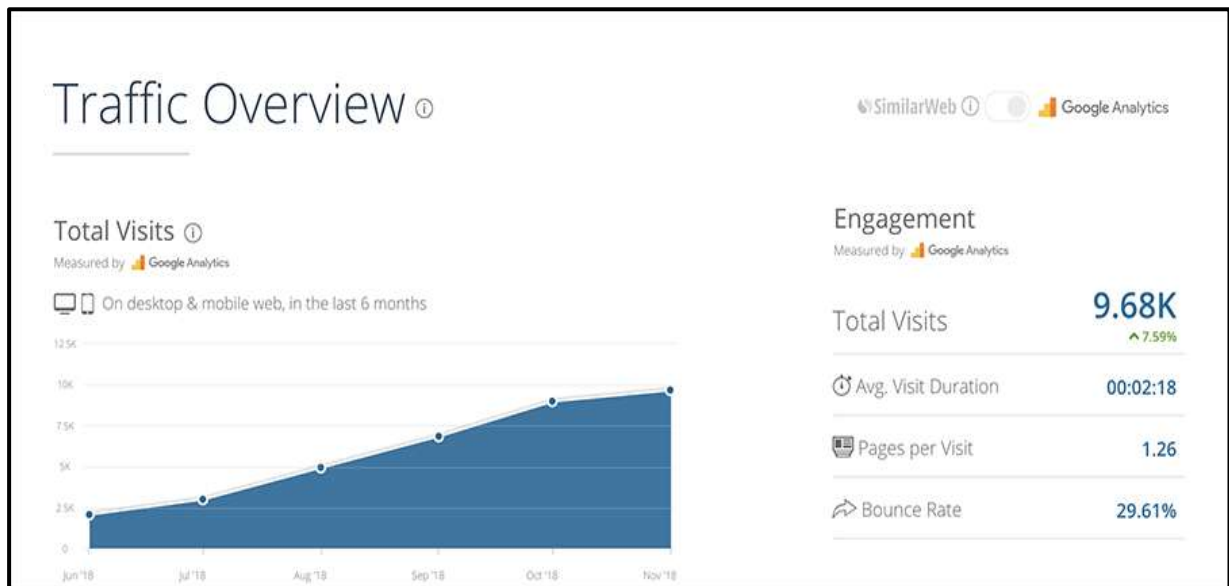 Traffic Overview
SimilarWeb Google Analytics
Total Visits
Measured by Google Analytics
On desktop & mobile web, in the last 6 months
12.5K
10K
7.5K
5K
2.5K
0
Jun '18 Jul '18 Aug '18 Sep '18 Oct '18 Nov '18
Engagement
Measured by Google Analytics
Total Visits 9.68K
7.59%
Avg. Visit Duration 00:02:18
Pages per Visit 1.26
Bounce Rate 29.61%